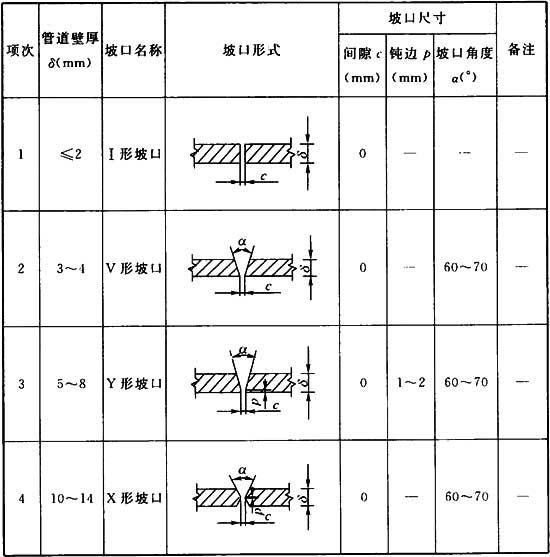 项次
管道壁厚
δ(mm)
坡口名称
坡口形式
坡口尺寸
间隙 c
(mm)
钝边 p
(mm)
坡口角度
α(°)
备注
1
≤2
I 形坡口
δ
c
0
—
—
—
2
3~4
V 形坡口
α
δ
c
0
—
60~70
—
3
5~8
Y 形坡口
α
δ
p
c
0
1~2
60~70
—
4
10~14
X 形坡口
α
δ
p
c
0
—
60~70
—